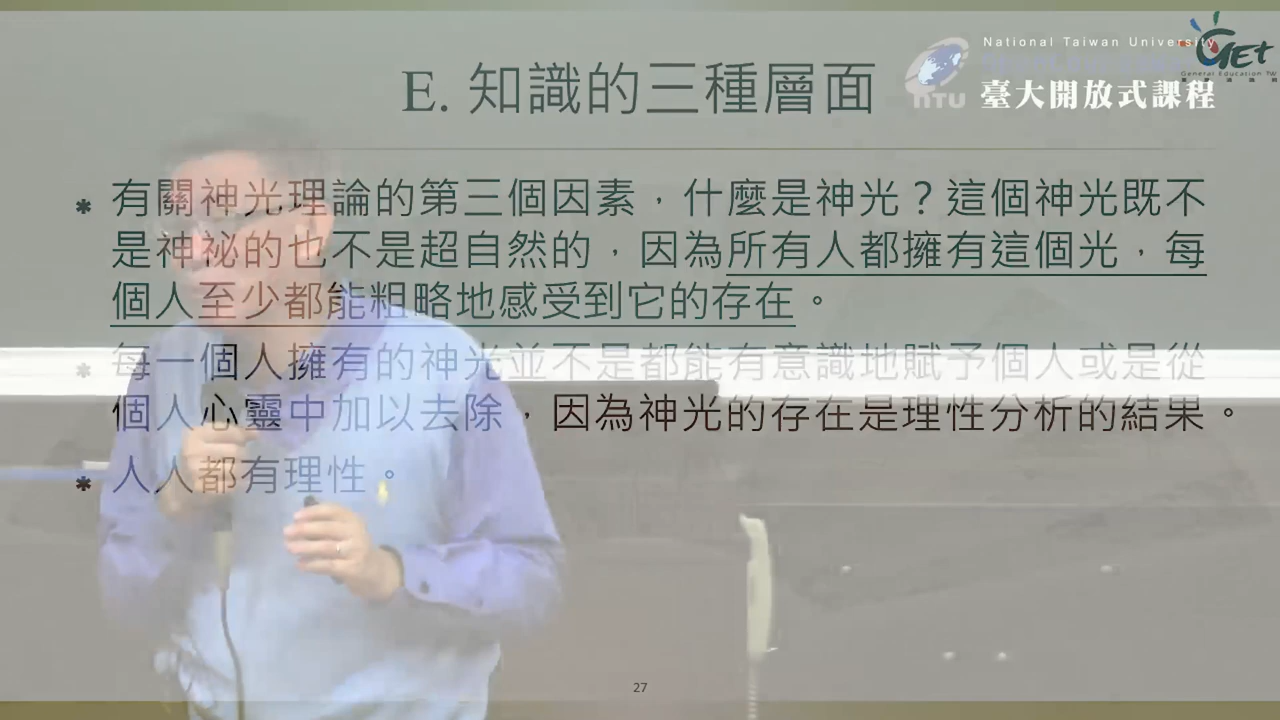 National Taiwan University
臺大開放式課程
GEt
General Education TW
NTU
E. 知識的三種層面
* 有關神光理論的第三個因素，什麼是神光？這個神光既不
是神祕的也不是超自然的，因為所有人都擁有這個光，每
個人至少都能粗略地感受到它的存在。
* 每一個人擁有的神光並不是都能有意識地賦予個人或是從
個人心靈中加以去除，因為神光的存在是理性分析的結果。
* 人人都有理性。
27